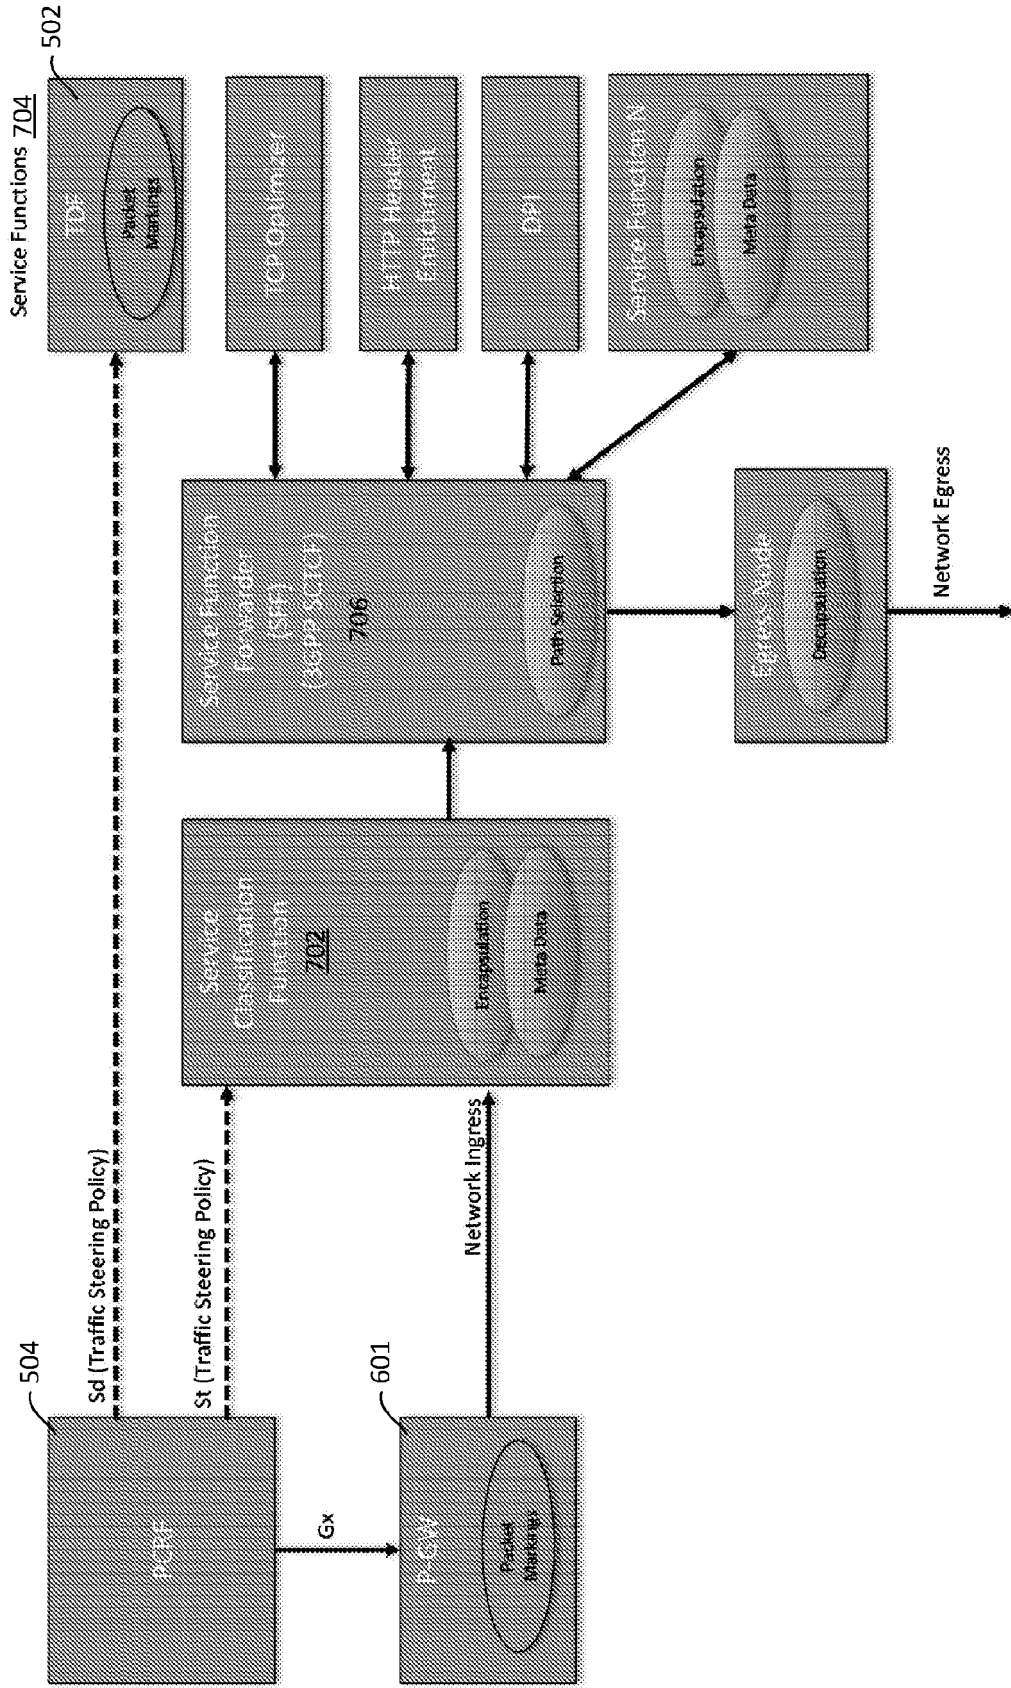 Service Functions 704
502
TDF
Packet
Markings
504
PCRF
Sd (Traffic Steering Policy)
St (Traffic Steering Policy)
Gx
601
P-GW
Packet
Markings
Network Ingress
Service
Classification
Function
702
Encapsulation
Meta Data
Service Function
Forwarder
(SFF)
(3GPP SCTCF)
706
Path Selection
TCP Optimizer
HTTP Header
Enrichment
DPI
Service Function N
Encapsulation
Meta Data
Egress Node
Decapsulation
Network Egress